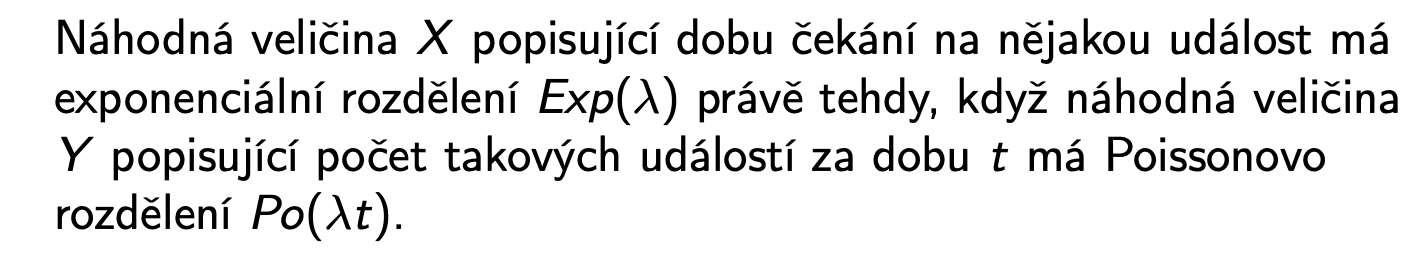 Náhodná veličina X popisující dobu čekání na nějakou událost má
exponenciální rozdělení Exp(λ) právě tehdy, když náhodná veličina
Y popisující počet takových událostí za dobu t má Poissonovo
rozdělení Po(λt).